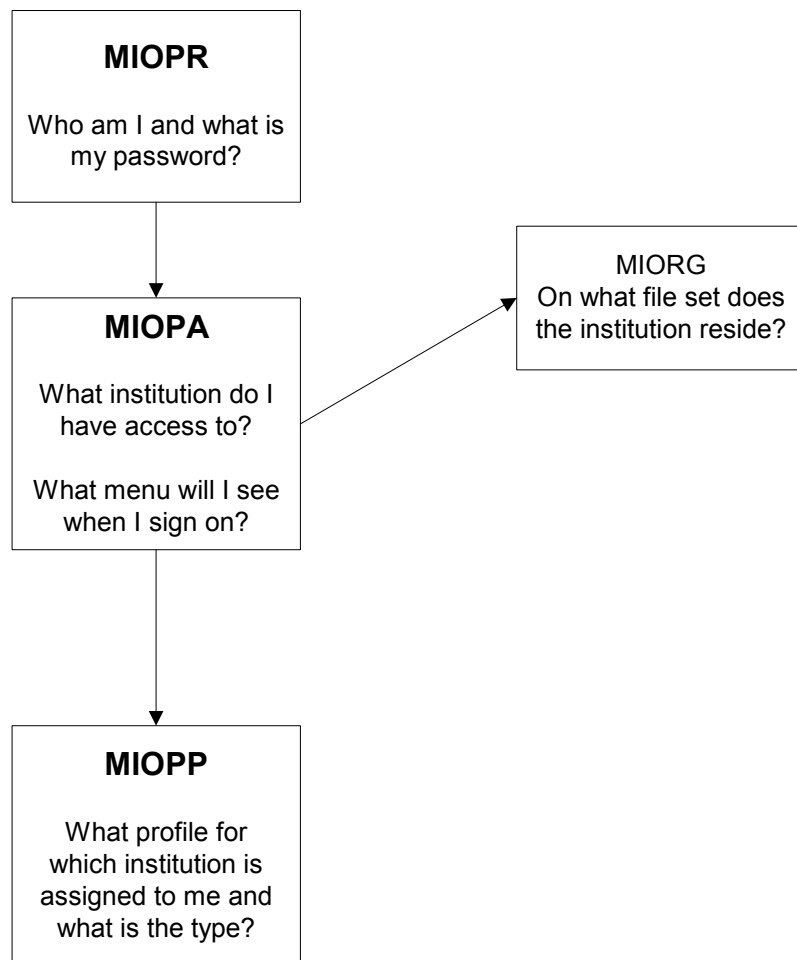 MIOPR
Who am I and what is
my password?
MIORG
On what file set does
the institution reside?
MIOPA
What institution do I
have access to?
What menu will I see
when I sign on?
MIOPP
What profile for
which institution is
assigned to me and
what is the type?